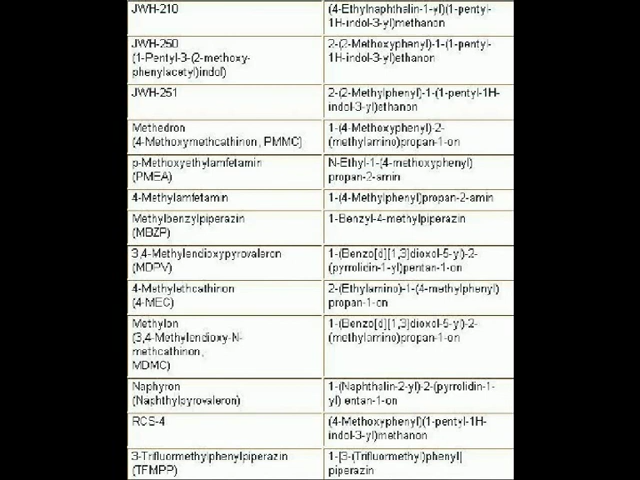 JWH-210
(4-Ethylnaphthalin-1-yl)(1-pentyl-
1H-indol-3-yl)methanon
JWH-250
(1-Pentyl-3-(2-methoxy-
phenylacetyl)indol)
2-(2-Methoxyphenyl)-1-(1-pentyl-
1H-indol-3-yl)ethanon
JWH-251
2-(2-Methylphenyl)-1-(1-pentyl-1H-
indol-3-yl)ethanon
Methedron
(4-Methoxymethcathinon, PMMC)
1-(4-Methoxyphenyl)-2-
(methylamino)propan-1-on
p-Methoxyethylamfetamin
(PMEA)
N-Ethyl-1-(4-methoxyphenyl)
propan-2-amin
4-Methylamfetamin
1-(4-Methylphenyl)propan-2-amin
Methylbenzylpiperazin
(MBZP)
1-Benzyl-4-methylpiperazin
3,4-Methylendioxypyrovaleron
(MDPV)
1-(Benzo[d][1,3]dioxol-5-yl)-2-
(pyrrolidin-1-yl)pentan-1-on
4-Methylethcathinon
(4-MEC)
2-(Ethylamino)-1-(4-methylphenyl)
propan-1-on
Methylon
(3,4-Methylendioxy-N-
methcathinon,
MDMC)
1-(Benzo[d][1,3]dioxol-5-yl)-2-
(methylamino)propan-1-on
Naphyron
(Naphthylpyrovaleron)
1-(Naphthalin-2-yl)-2-(pyrrolidin-1-
yl) entan-1-on
RCS-4
(4-Methoxyphenyl)(1-pentyl-1H-
indol-3-yl)methanon
3-Trifluormethylphenylpiperazin
(TFMPP)
1-[3-(Trifluormethyl)phenyl]
piperazin